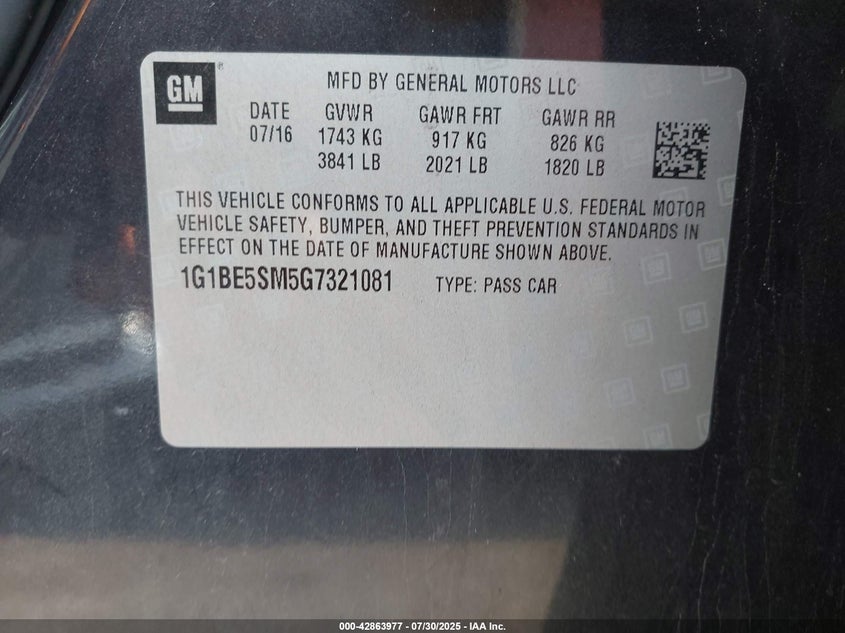 GM
MFD BY GENERAL MOTORS LLC
DATE GVWR GAWR FRT GAWR RR
07/16 1743 KG 917 KG 826 KG
3841 LB 2021 LB 1820 LB
THIS VEHICLE CONFORMS TO ALL APPLICABLE U.S. FEDERAL MOTOR
VEHICLE SAFETY, BUMPER, AND THEFT PREVENTION STANDARDS IN
EFFECT ON THE DATE OF MANUFACTURE SHOWN ABOVE.
1G1BE5SM5G7321081 TYPE: PASS CAR
000-42863977 - 07/30/2025 - IAA Inc.